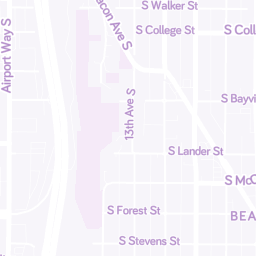 S Walker St
acon Ave S
S College St
S Coll
Airport Way S
13th Ave S
S Bayvi
S Lander St
S Mc
S Forest St
BEA
S Stevens St